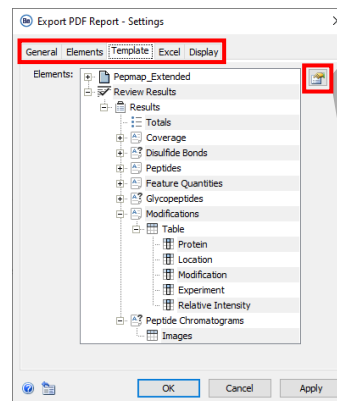 Export PDF Report - Settings
General Elements Template Excel Display
Elements:
Pepmap_Extended
Review Results
Results
Totals
Coverage
Disulfide Bonds
Peptides
Feature Quantities
Glycopeptides
Modifications
Table
Protein
Location
Modification
Experiment
Relative Intensity
Peptide Chromatograms
Images
OK Cancel Apply